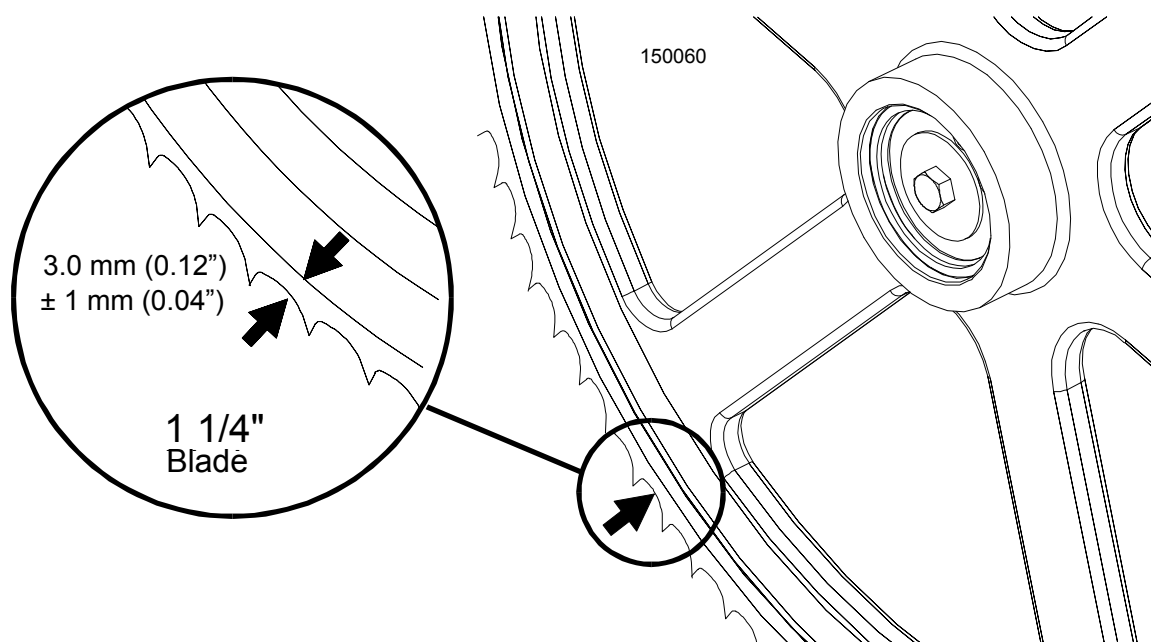 150060
3.0 mm (0.12”)
± 1 mm (0.04”)
1 1/4"
Blade